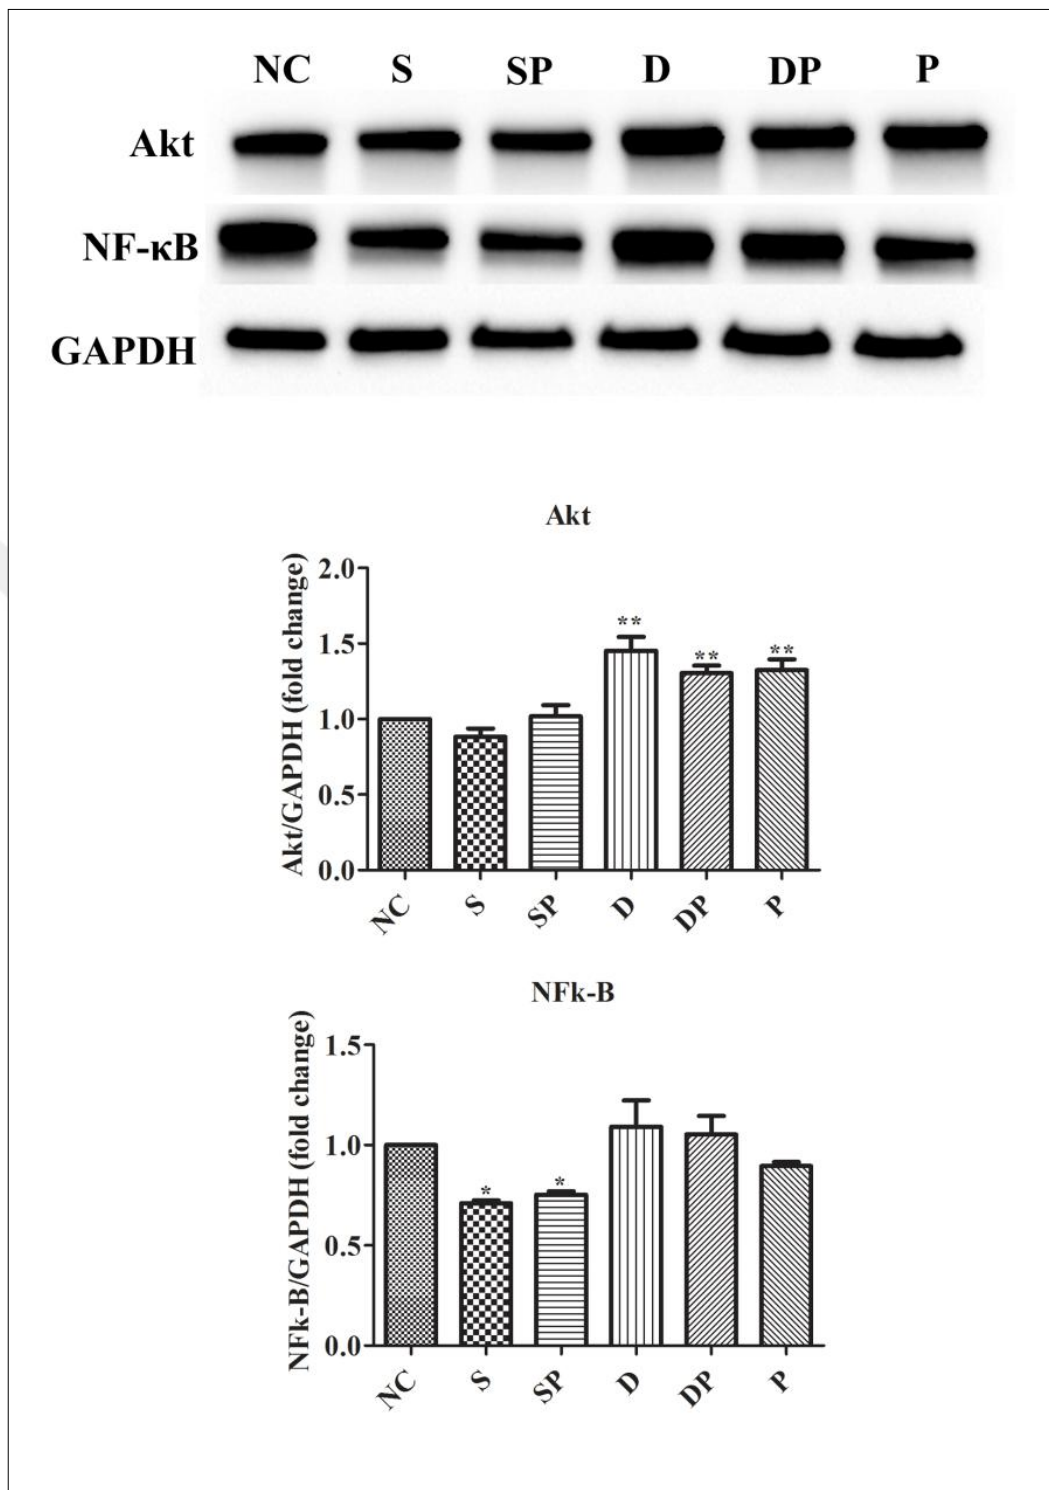 NC S SP D DP P
Akt
NF-κB
GAPDH
Akt
Akt/GAPDH (fold change)
2.0
1.5
1.0
0.5
0.0
** ** **
NC S SP D DP P
NFk-B
NFk-B/GAPDH (fold change)
1.5
1.0
0.5
0.0
* *
NC S SP D DP P